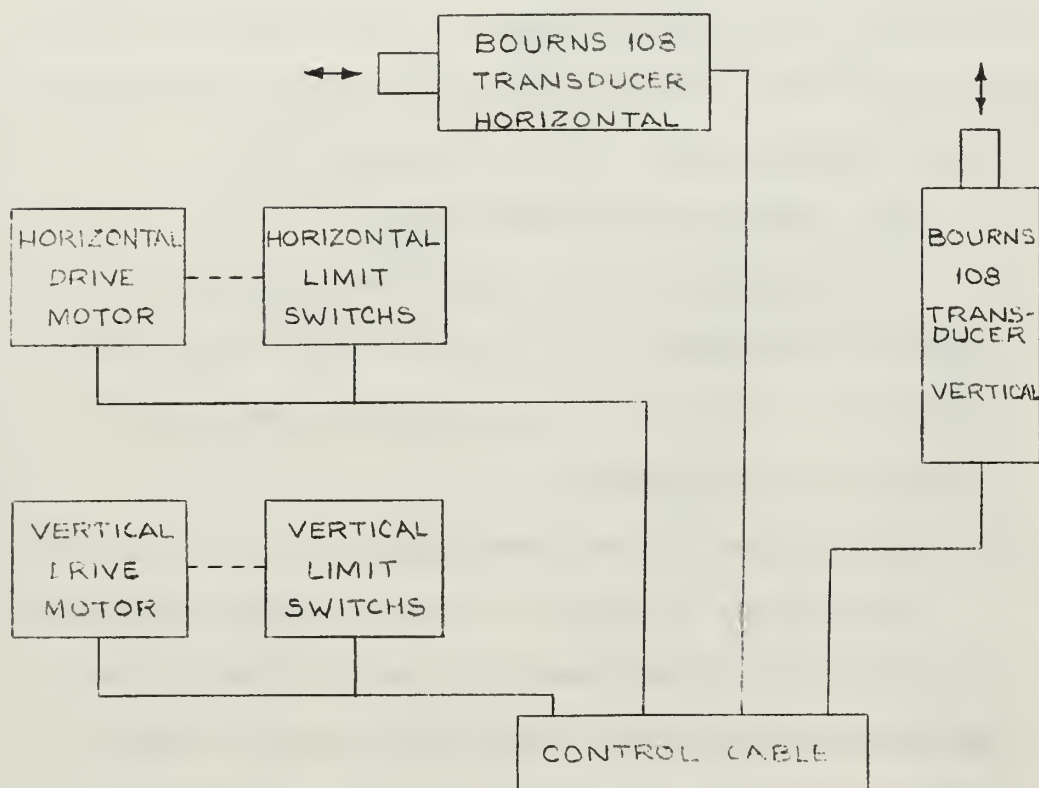 BOURNS 108
TRANSDUCER
HORIZONTAL
HORIZONTAL
DRIVE
MOTOR
HORIZONTAL
LIMIT
SWITCHS
BOURNS
108
TRANS-
DUCER
VERTICAL
VERTICAL
DRIVE
MOTOR
VERTICAL
LIMIT
SWITCHS
CONTROL CABLE